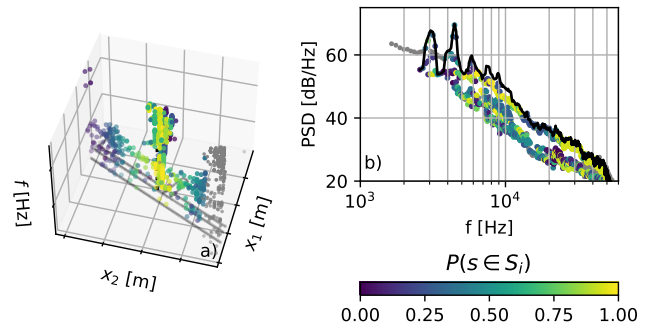 f [Hz]
x₂ [m]
x₁ [m]
a)
PSD [dB/Hz]
60
40
20
b)
10³
10⁴
f [Hz]
P(s ∈ Sᵢ)
0.00 0.25 0.50 0.75 1.00